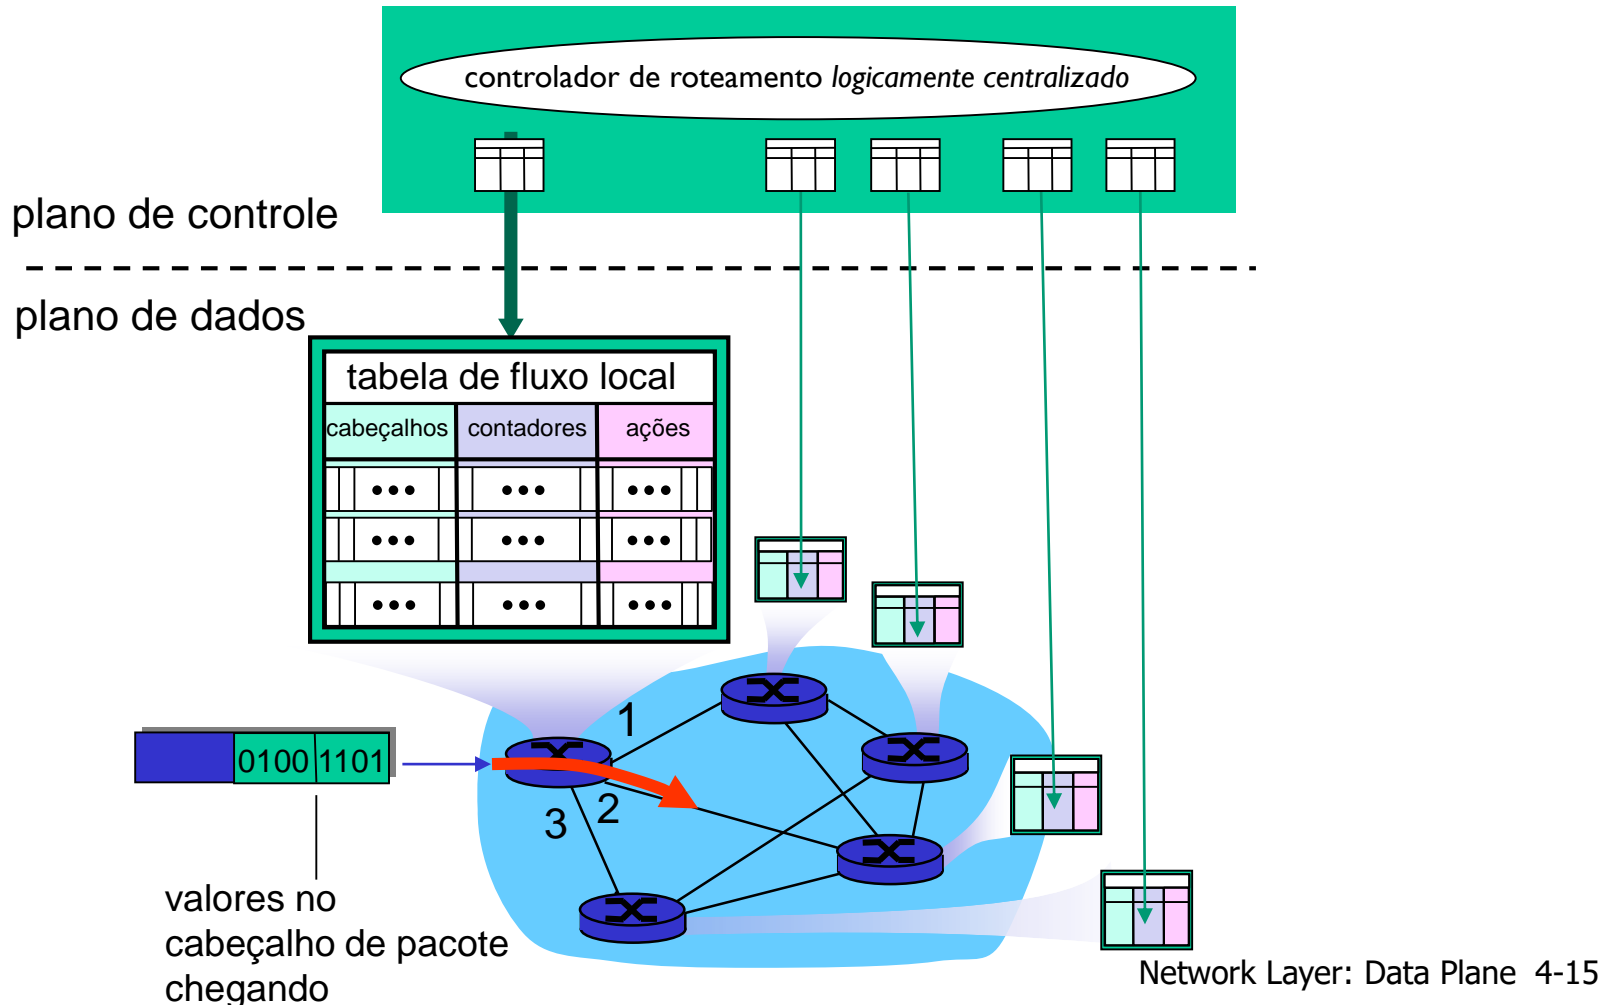 controlador de roteamento logicamente centralizado
plano de controle
plano de dados
tabela de fluxo local
cabeçalhos contadores ações
1
0100 1101
3 2
valores no
cabeçalho de pacote
chegando
Network Layer: Data Plane 4-15